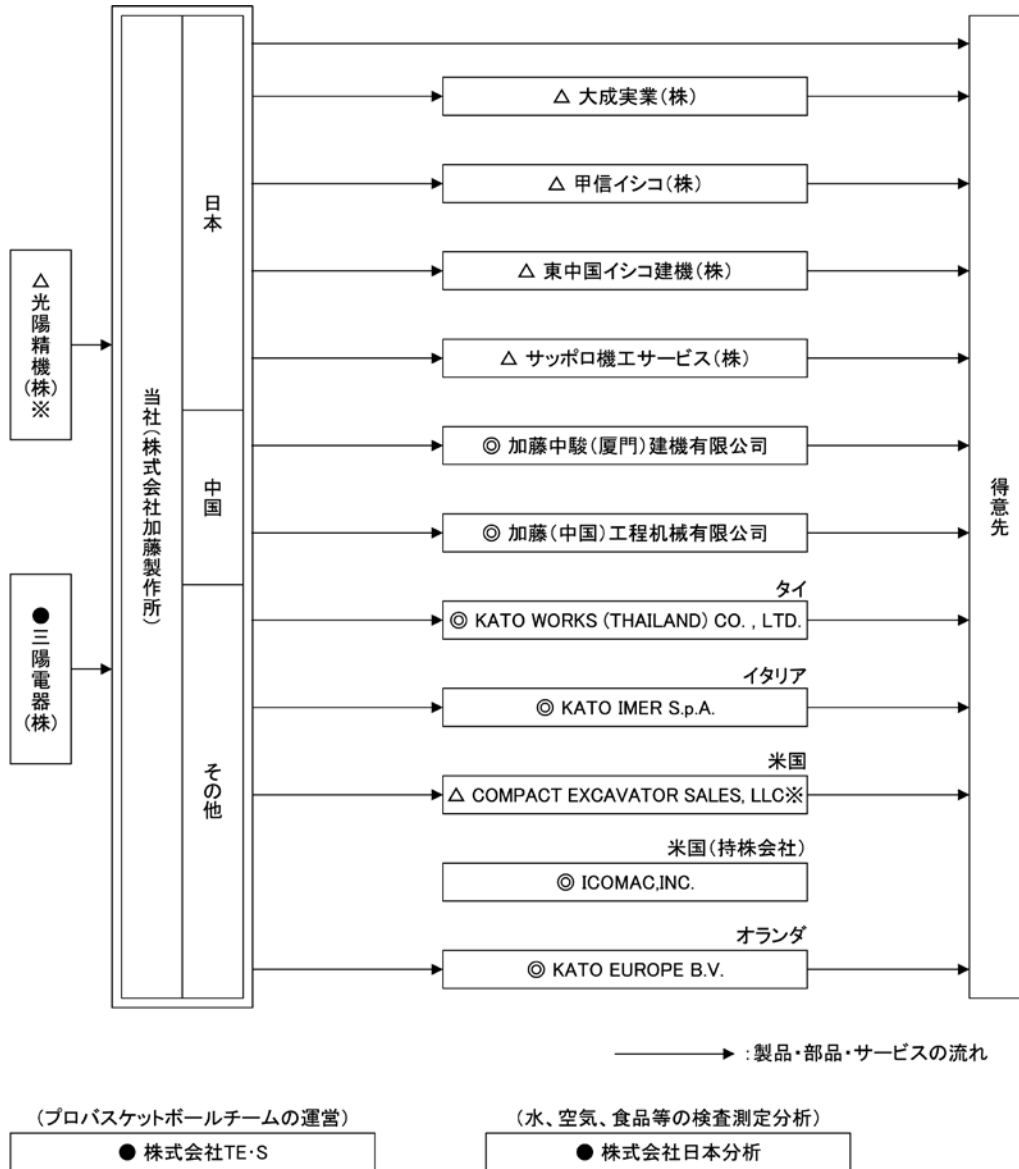 △光陽精機(株)※
●三陽電器(株)
当社(株式会社加藤製作所)
日本
中国
その他
△ 大成実業(株)
△ 甲信イシコ(株)
△ 東中国イシコ建機(株)
△ サッポロ機工サービス(株)
◎ 加藤中駿(厦門)建機有限公司
◎ 加藤(中国)工程机械有限公司
タイ
◎ KATO WORKS (THAILAND) CO. , LTD.
イタリア
◎ KATO IMER S.p.A.
米国
△ COMPACT EXCAVATOR SALES, LLC※
米国(持株会社)
◎ ICOMAC,INC.
オランダ
◎ KATO EUROPE B.V.
得意先
:製品・部品・サービスの流れ
(プロバスケットボールチームの運営)
● 株式会社TE・S
(水、空気、食品等の検査測定分析)
● 株式会社日本分析